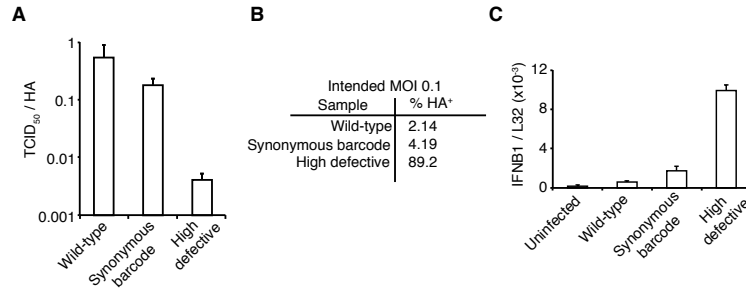 A
TCID50 / HA
1
0.1
0.01
0.001
Wild-type
Synonymous
barcode
High
defective
B
Intended MOI 0.1
Sample % HA+
Wild-type 2.14
Synonymous barcode 4.19
High defective 89.2
C
IFNB1 / L32 (x10-3)
12
8
4
0
Uninfected
Wild-type
Synonymous
barcode
High
defective